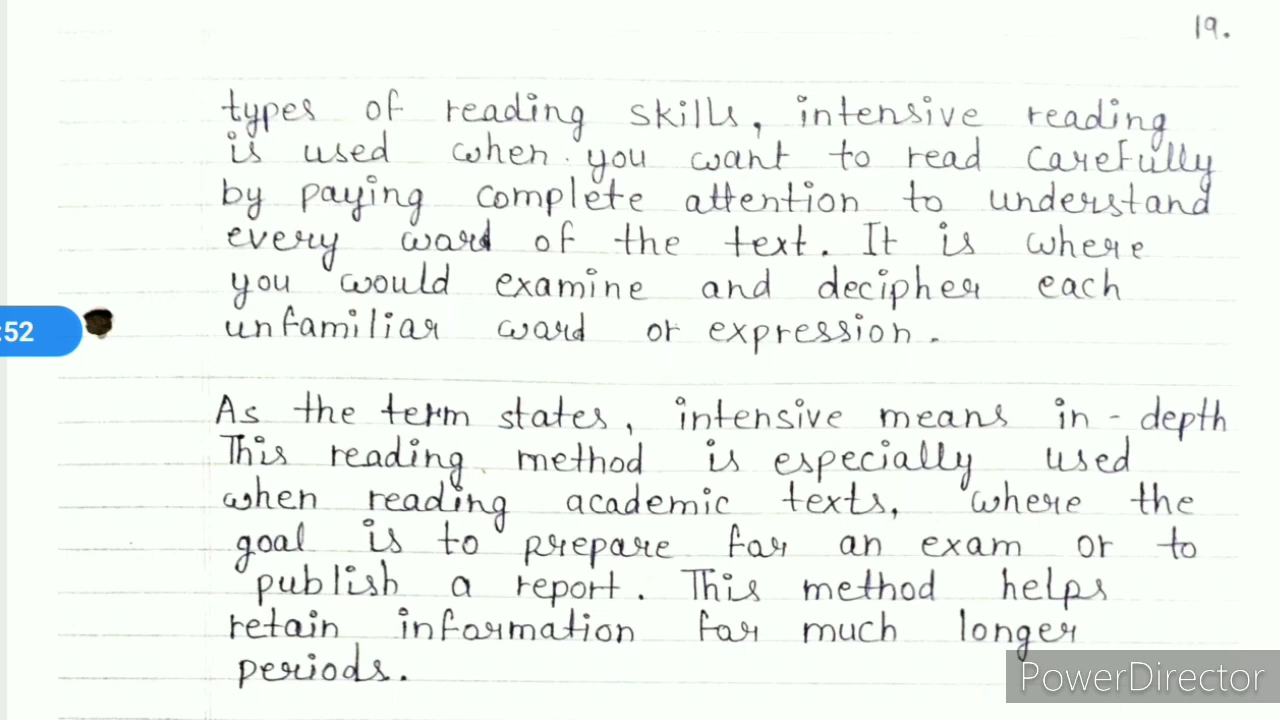 19.
types of reading skills, intensive reading
is used when you want to read carefully
by paying complete attention to understand
every word of the text. It is where
you would examine and decipher each
:52
unfamiliar word or expression.
As the term states, intensive means in - depth
This reading method is especially used
when reading academic texts, where the
goal is to prepare for an exam or to
publish a report. This method helps
retain information for much longer
periods.
PowerDirector